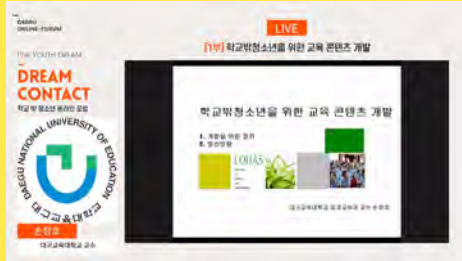 DAEGU
ONLINE-FORUM
THE YOUTH DREAM
DREAM
CONTACT
학교 밖 청소년 온라인 포럼
DAEGU NATIONAL UNIVERSITY OF EDUCATION
대구교육대학교
대구교육대학교 교수
LIVE
[1부] 학교밖청소년을 위한 교육 콘텐츠 개발
학교밖청소년을 위한 교육 콘텐츠 개발
LOHAS